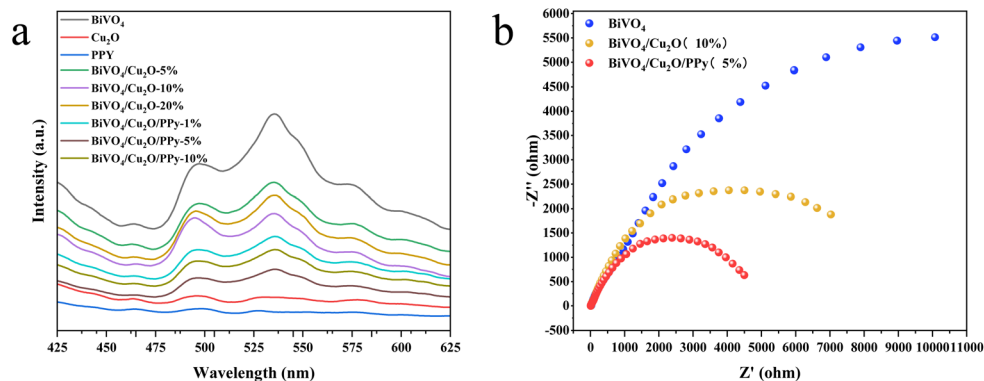 a
BiVO₄
Cu₂O
PPY
BiVO₄/Cu₂O-5%
BiVO₄/Cu₂O-10%
BiVO₄/Cu₂O-20%
BiVO₄/Cu₂O/PPy-1%
BiVO₄/Cu₂O/PPy-5%
BiVO₄/Cu₂O/PPy-10%
Intensity (a.u.)
425 450 475 500 525 550 575 600 625
Wavelength (nm)
b
BiVO₄
BiVO₄/Cu₂O( 10%)
BiVO₄/Cu₂O/PPy( 5%)
-Z'' (ohm)
6000
5500
5000
4500
4000
3500
3000
2500
2000
1500
1000
500
0
-500
0 1000 2000 3000 4000 5000 6000 7000 8000 9000 10000 11000
Z' (ohm)